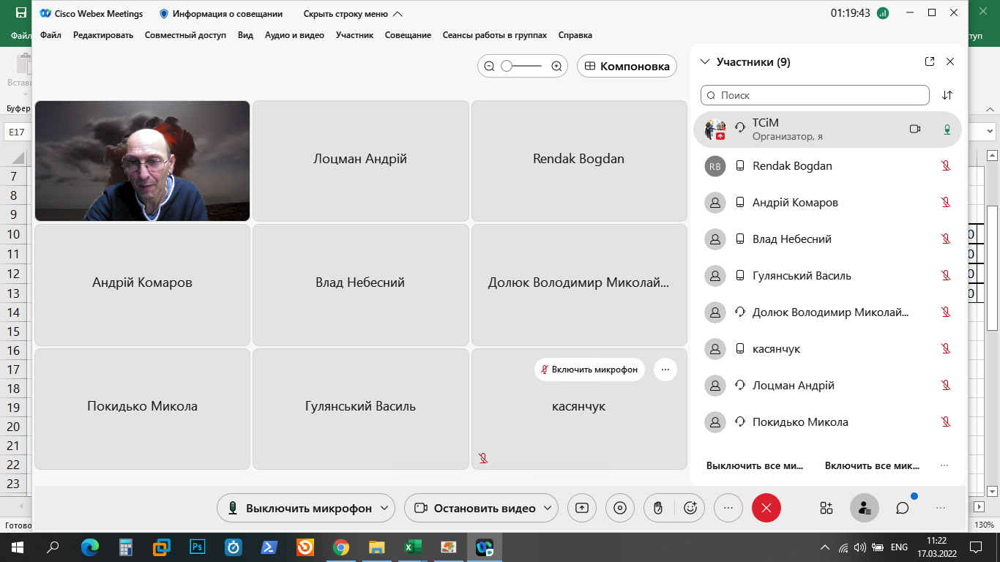 Cisco Webex Meetings
Информация о совещании
Скрыть строку меню
01:19:43
Файл
Редактировать
Совместный доступ
Вид
Аудио и видео
Участник
Совещание
Сеансы работы в группах
Справка
Компоновка
Участники (9)
Поиск
TCiM
Организатор, я
RB
Rendak Bogdan
Андрій Комаров
Влад Небесний
Гулянський Василь
Долюк Володимир Миколай...
касянчук
Лоцман Андрій
Покидько Микола
Выключить все ми...
Включить все мик...
Лоцман Андрій
Rendak Bogdan
Андрій Комаров
Влад Небесний
Долюк Володимир Миколай...
Покидько Микола
Гулянський Василь
Включить микрофон
касянчук
Выключить микрофон
Остановить видео
E17
7
8
9
10
11
12
13
14
15
16
17
18
19
20
21
22
23
0
0
0
0
130%
Ps
ENG
11:22
17.03.2022